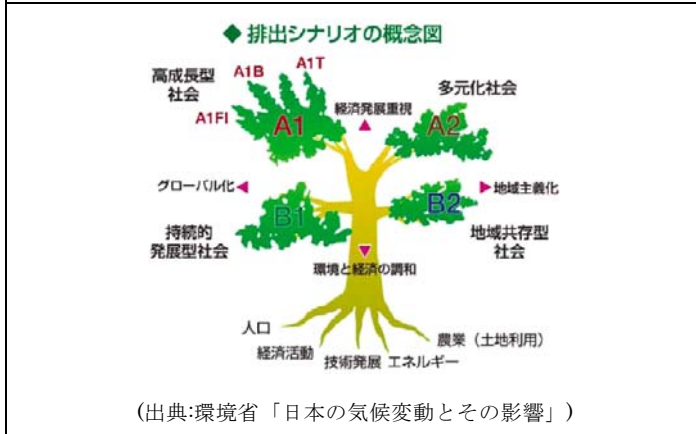 ◆ 排出シナリオの概念図
高成長型
社会
A1B
A1T
A1FI
A1
経済発展重視
多元化社会
A2
グローバル化
地域主義化
B1
B2
持続的
発展型社会
地域共存型
社会
環境と経済の調和
人口
経済活動
技術発展
エネルギー
農業（土地利用）
(出典:環境省「日本の気候変動とその影響」)